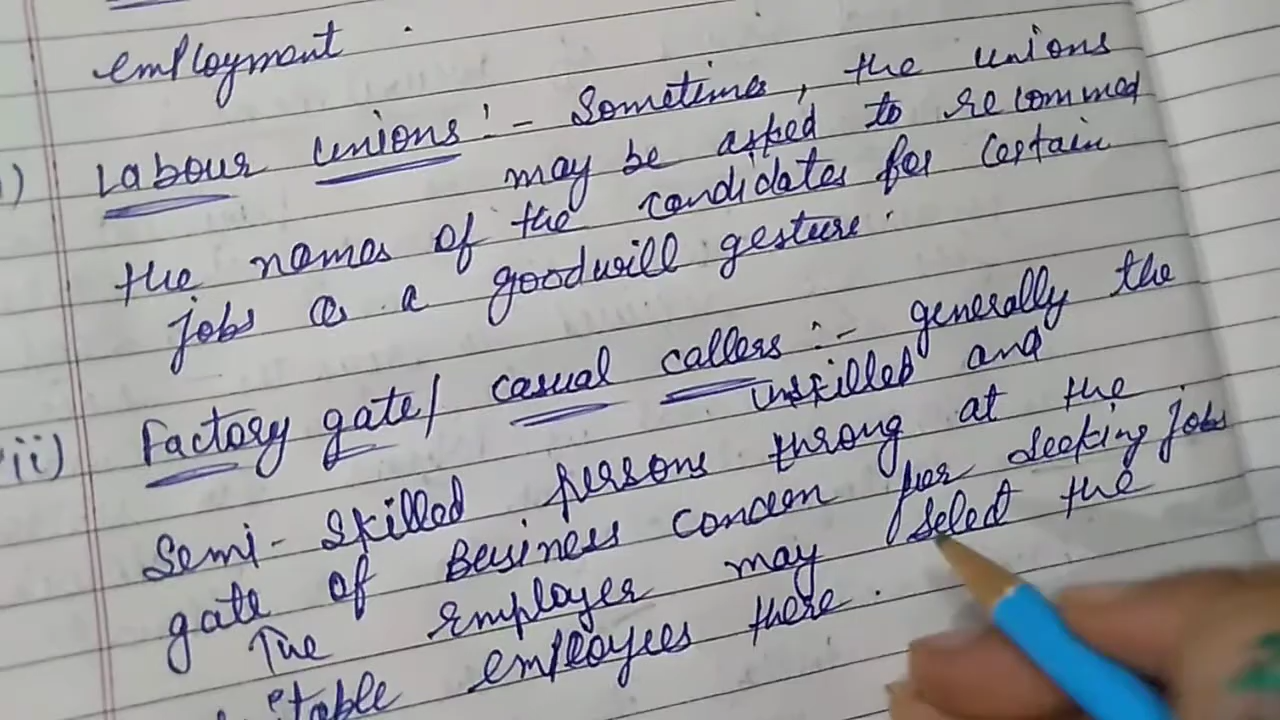 employment.
i) Labour unions :- Sometimes, the unions
may be asked to recommed
the names of the candidates for certain
jobs as a goodwill gesture.
ii) Factory gate/ casual callers :- generally the
unskilled and
Semi-skilled persons throng at the
gate of Business concern for seeking jobs.
The Employer may select the
employees there.